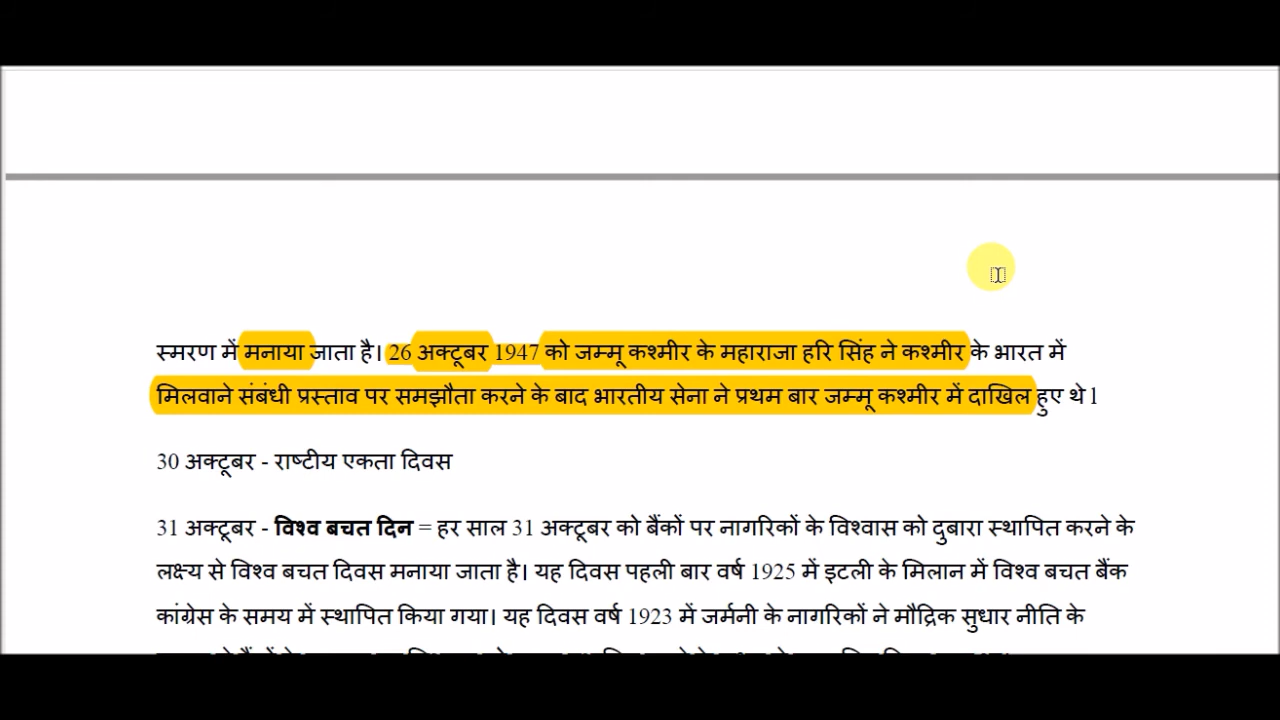 स्मरण में मनाया जाता है। 26 अक्टूबर 1947 को जम्मू कश्मीर के महाराजा हरि सिंह ने कश्मीर के भारत में
मिलवाने संबंधी प्रस्ताव पर समझौता करने के बाद भारतीय सेना ने प्रथम बार जम्मू कश्मीर में दाखिल हुए थे l
30 अक्टूबर - राष्टीय एकता दिवस
31 अक्टूबर - विश्व बचत दिन = हर साल 31 अक्टूबर को बैंकों पर नागरिकों के विश्वास को दुबारा स्थापित करने के
लक्ष्य से विश्व बचत दिवस मनाया जाता है। यह दिवस पहली बार वर्ष 1925 में इटली के मिलान में विश्व बचत बैंक
कांग्रेस के समय में स्थापित किया गया। यह दिवस वर्ष 1923 में जर्मनी के नागरिकों ने मौद्रिक सुधार नीति के